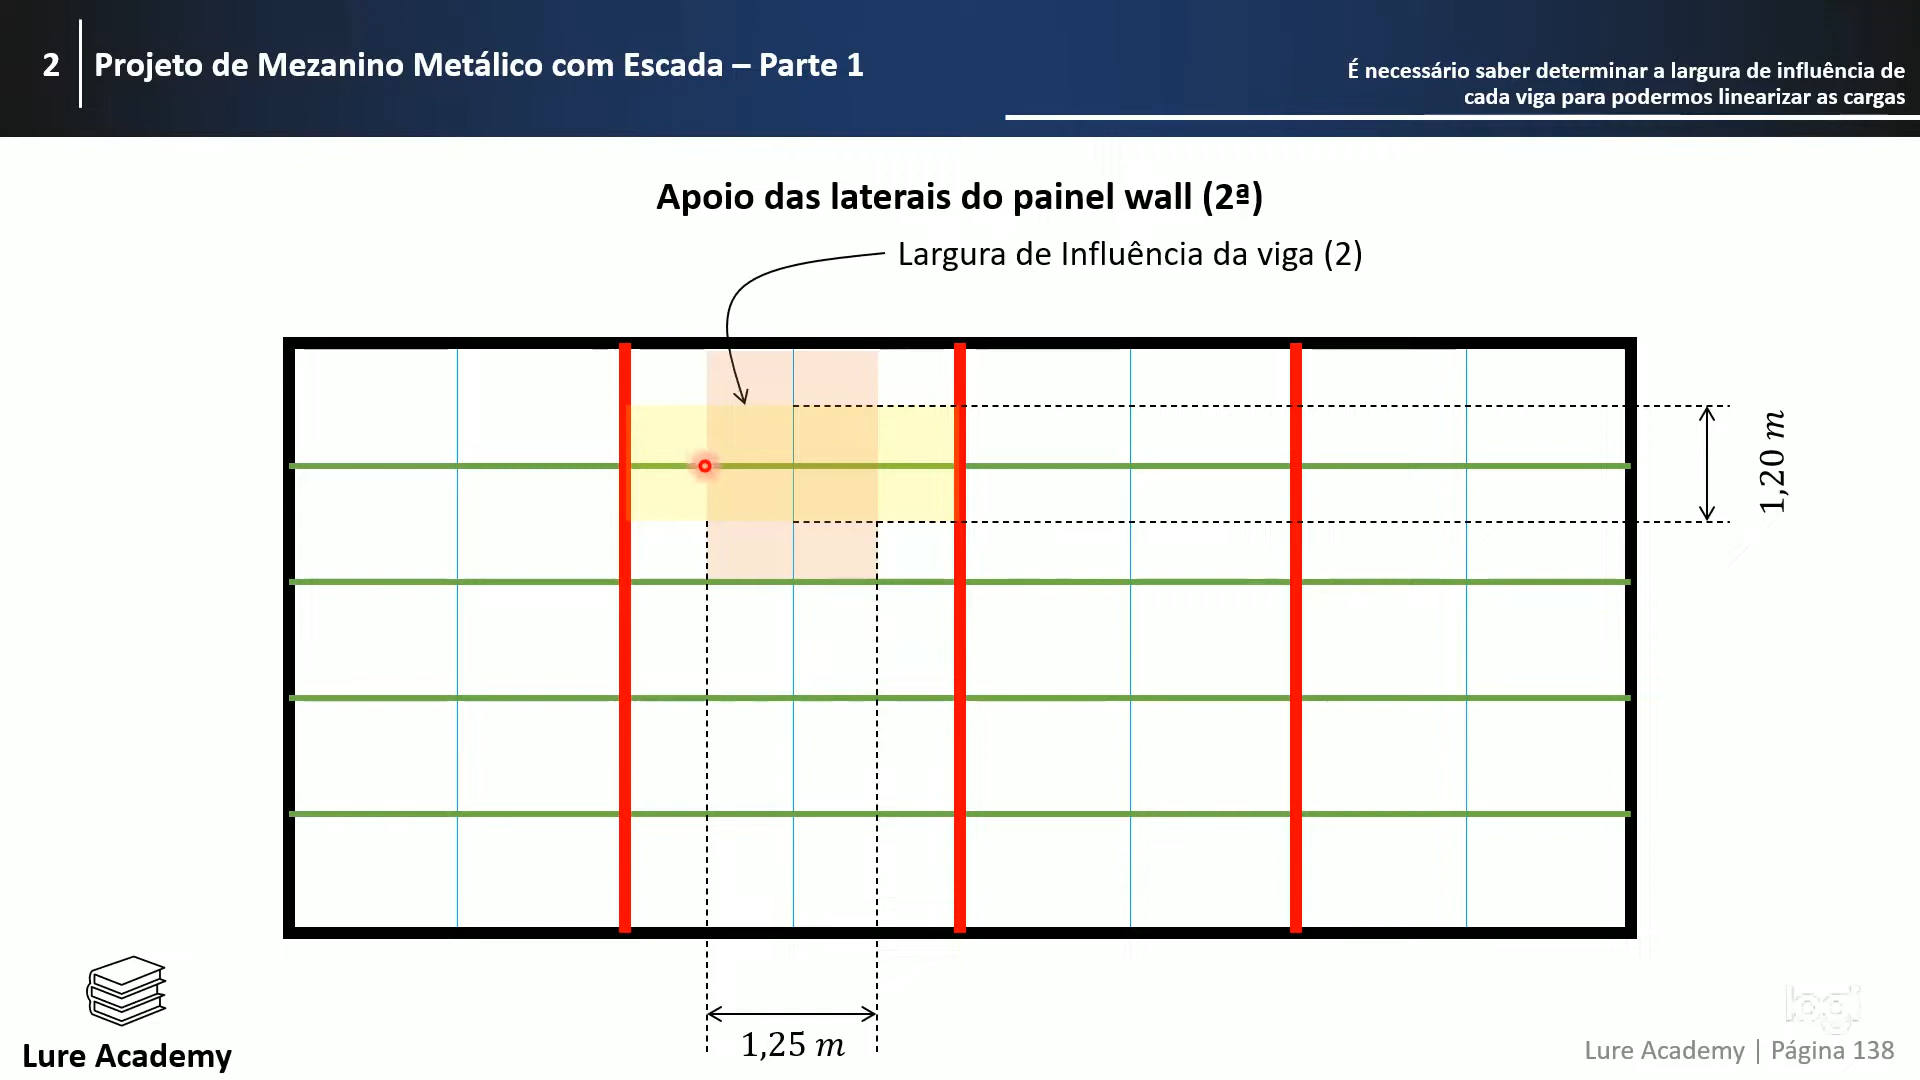 2
Projeto de Mezanino Metálico com Escada – Parte 1
É necessário saber determinar a largura de influência de
cada viga para podermos linearizar as cargas
Apoio das laterais do painel wall (2ª)
Largura de Influência da viga (2)
1,20 m
1,25 m
logi
Lure Academy
Lure Academy | Página 138